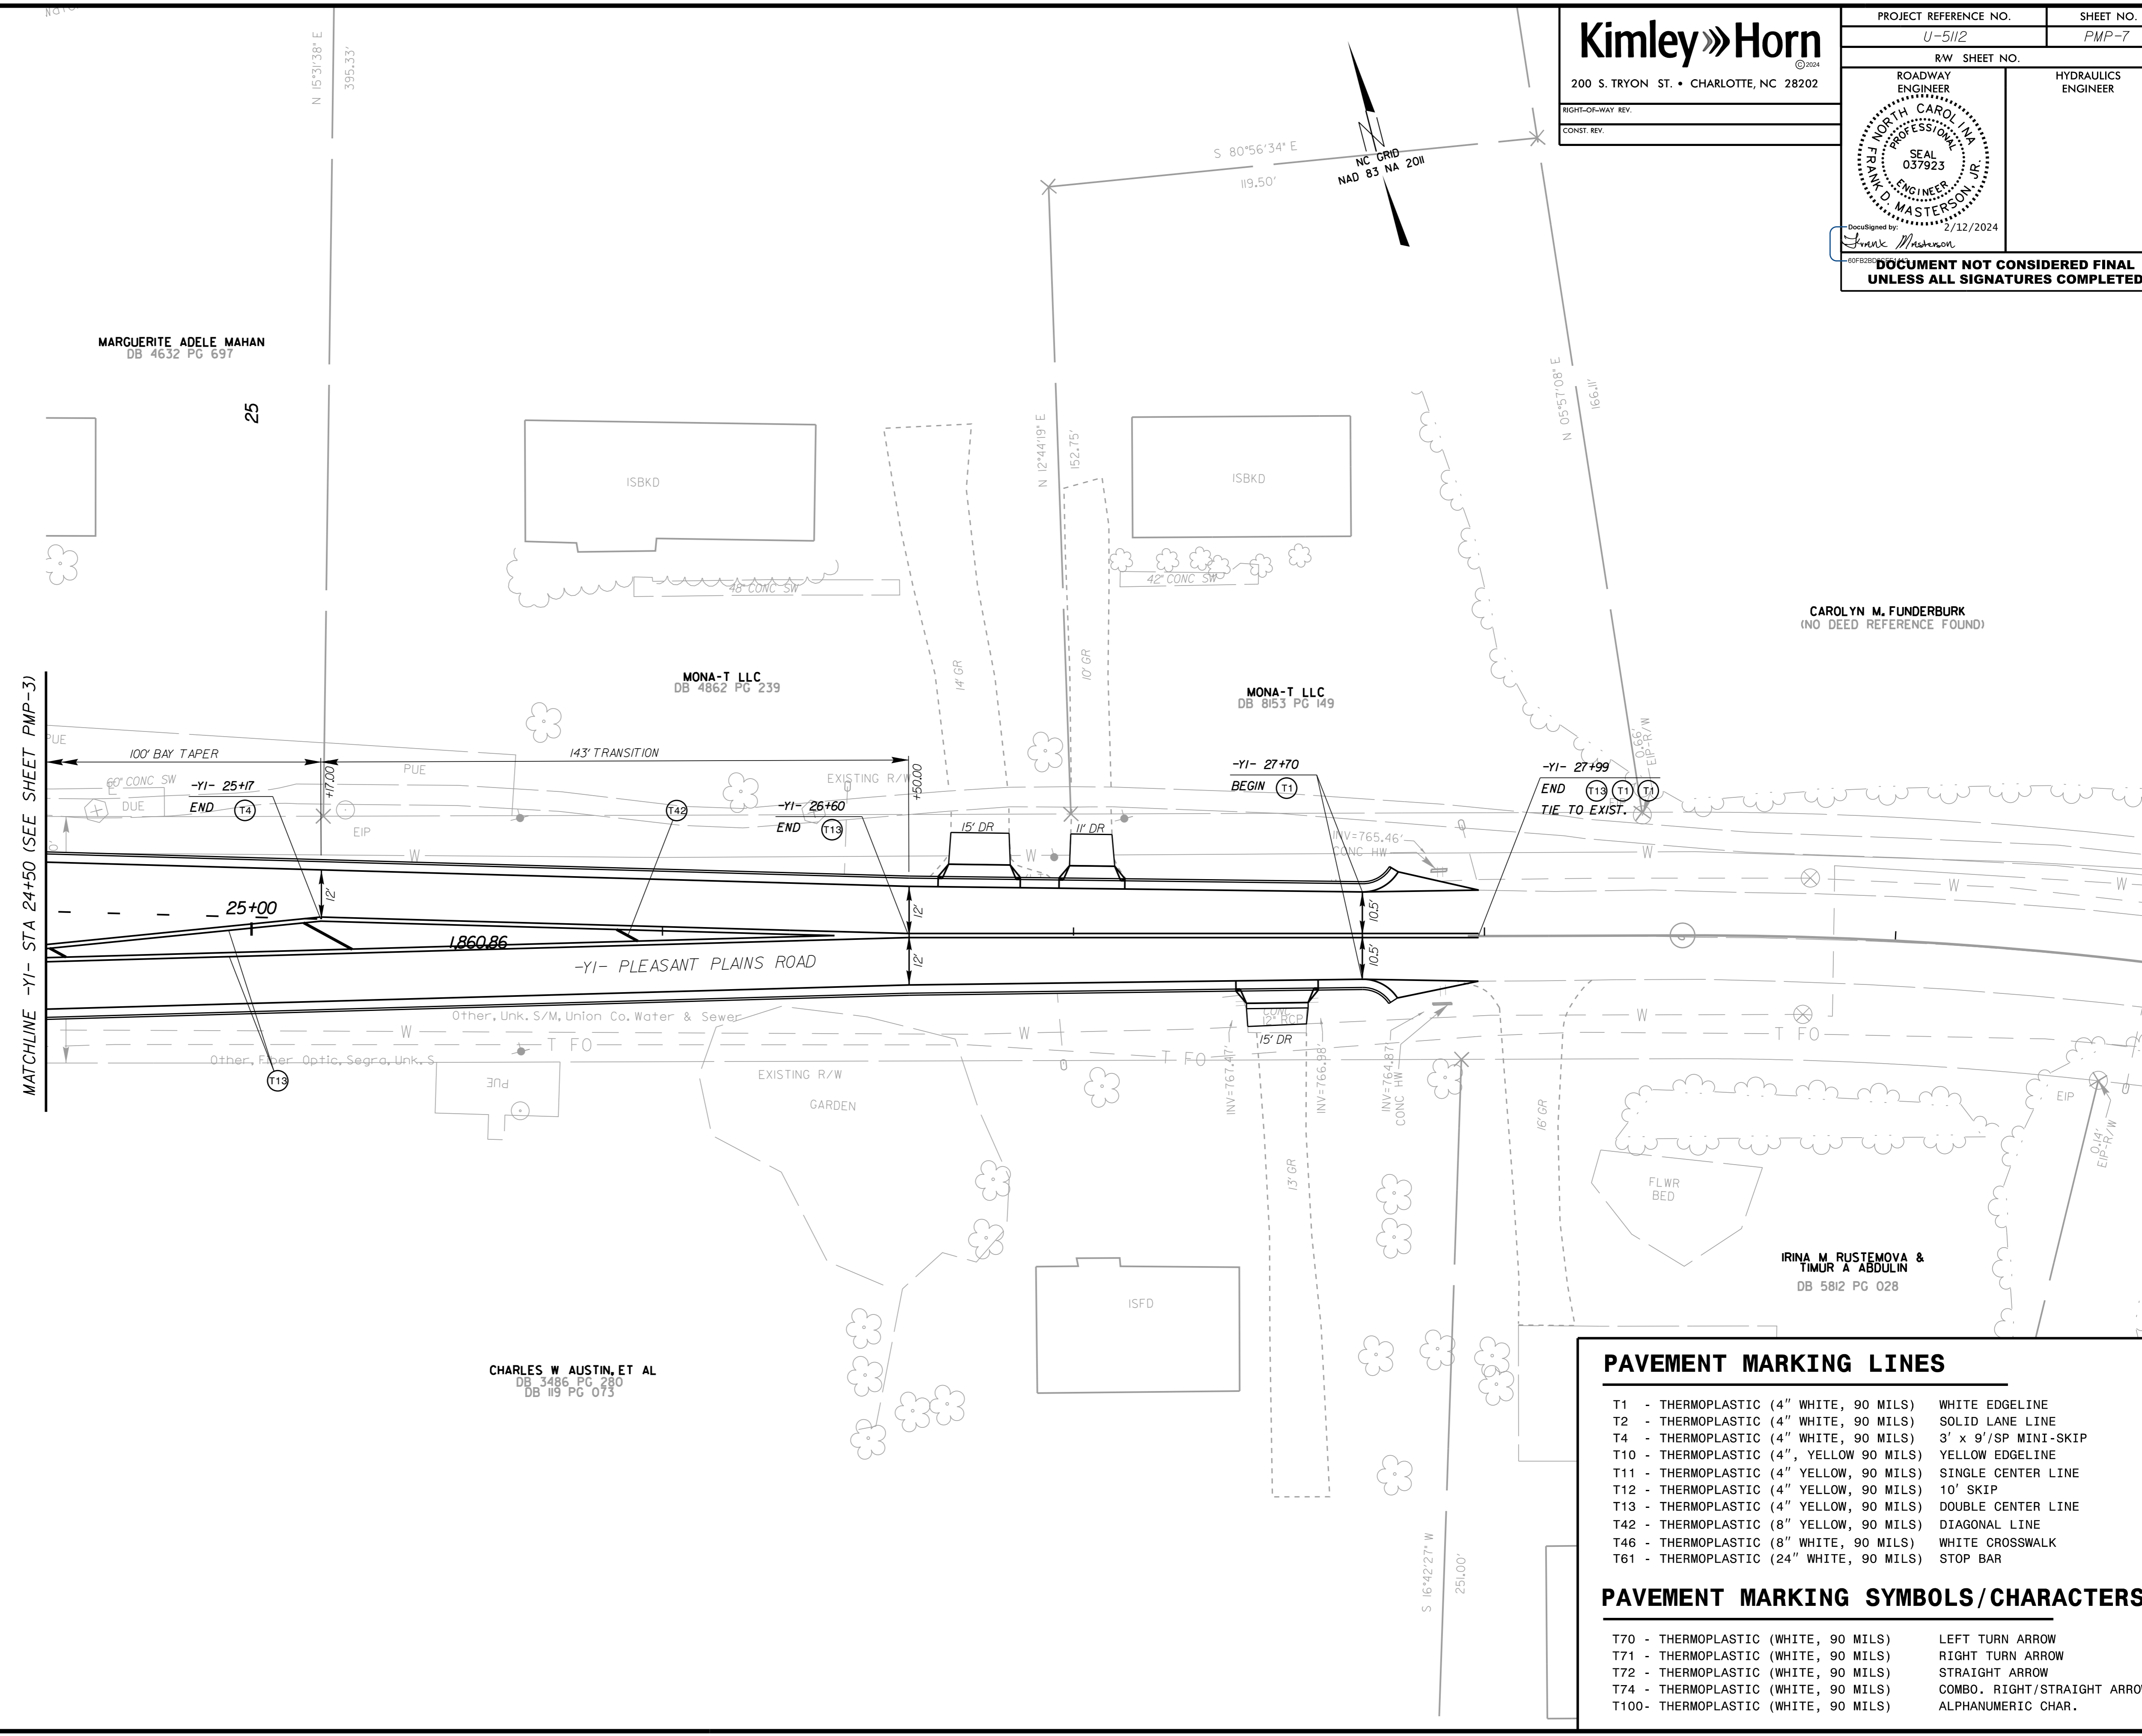 Kimley»Horn
©2024
200 S. TRYON ST. • CHARLOTTE, NC 28202
RIGHT-OF-WAY REV.
CONST. REV.
PROJECT REFERENCE NO.
SHEET NO.
U-5112
PMP-7
R/W SHEET NO.
ROADWAY
ENGINEER
HYDRAULICS
ENGINEER
NORTH CAROLINA
PROFESSIONAL
SEAL
037923
ENGINEER
FRANK D. MASTERSON, JR.
DocuSigned by:
2/12/2024
Frank Masterson
DOCUMENT NOT CONSIDERED FINAL
UNLESS ALL SIGNATURES COMPLETED
N 15°31'38" E
395.33'
S 80°56'34" E
119.50'
NC GRID
NAD 83 NA 2011
MARGUERITE ADELE MAHAN
DB 4632 PG 697
25
N 12°44'19" E
152.75'
N 05°57'08" E
166.11'
ISBKD
ISBKD
48" CONC SW
42" CONC SW
CAROLYN M. FUNDERBURK
(NO DEED REFERENCE FOUND)
14' GR
10' GR
MONA-T LLC
DB 4862 PG 239
MONA-T LLC
DB 8153 PG 149
MATCHLINE -Y1- STA 24+50 (SEE SHEET PMP-3)
PUE
100' BAY TAPER
143' TRANSITION
PUE
60" CONC SW
E
DUE
-Y1- 25+17
END T4
+17.00
EIP
T42
EXISTING R/W
+50.00
-Y1- 26+60
END T13
-Y1- 27+70
BEGIN T1
-Y1- 27+99
END T13 T1 T1
TIE TO EXIST.
0.66'
EIP-R/W
15' DR
11' DR
INV=765.46'
CONC HW
W
W
W
W
W
12'
12'
12'
10.5'
10.5'
25+00
1,860.86
-Y1- PLEASANT PLAINS ROAD
Other, Unk. S/M, Union Co. Water & Sewer
W
W
W
T FO
T FO
T FO
Other, Fiber Optic, Segra, Unk. S
T13
PUE
EXISTING R/W
GARDEN
CONC
12" RCP
15' DR
INV=767.47'
INV=766.98'
INV=764.87'
CONC HW
16' GR
13' GR
EIP
0.14'
EIP-R/W
FLWR
BED
IRINA M RUSTEMOVA &
TIMUR A ABDULIN
DB 5812 PG 028
ISFD
CHARLES W AUSTIN, ET AL
DB 3486 PG 280
DB 119 PG 073
S 16°42'27" W
251.00'
PAVEMENT MARKING LINES
T1 - THERMOPLASTIC (4" WHITE, 90 MILS) WHITE EDGELINE
T2 - THERMOPLASTIC (4" WHITE, 90 MILS) SOLID LANE LINE
T4 - THERMOPLASTIC (4" WHITE, 90 MILS) 3' x 9'/SP MINI-SKIP
T10 - THERMOPLASTIC (4", YELLOW 90 MILS) YELLOW EDGELINE
T11 - THERMOPLASTIC (4" YELLOW, 90 MILS) SINGLE CENTER LINE
T12 - THERMOPLASTIC (4" YELLOW, 90 MILS) 10' SKIP
T13 - THERMOPLASTIC (4" YELLOW, 90 MILS) DOUBLE CENTER LINE
T42 - THERMOPLASTIC (8" YELLOW, 90 MILS) DIAGONAL LINE
T46 - THERMOPLASTIC (8" WHITE, 90 MILS) WHITE CROSSWALK
T61 - THERMOPLASTIC (24" WHITE, 90 MILS) STOP BAR
PAVEMENT MARKING SYMBOLS/CHARACTERS
T70 - THERMOPLASTIC (WHITE, 90 MILS) LEFT TURN ARROW
T71 - THERMOPLASTIC (WHITE, 90 MILS) RIGHT TURN ARROW
T72 - THERMOPLASTIC (WHITE, 90 MILS) STRAIGHT ARROW
T74 - THERMOPLASTIC (WHITE, 90 MILS) COMBO. RIGHT/STRAIGHT ARRO
T100- THERMOPLASTIC (WHITE, 90 MILS) ALPHANUMERIC CHAR.